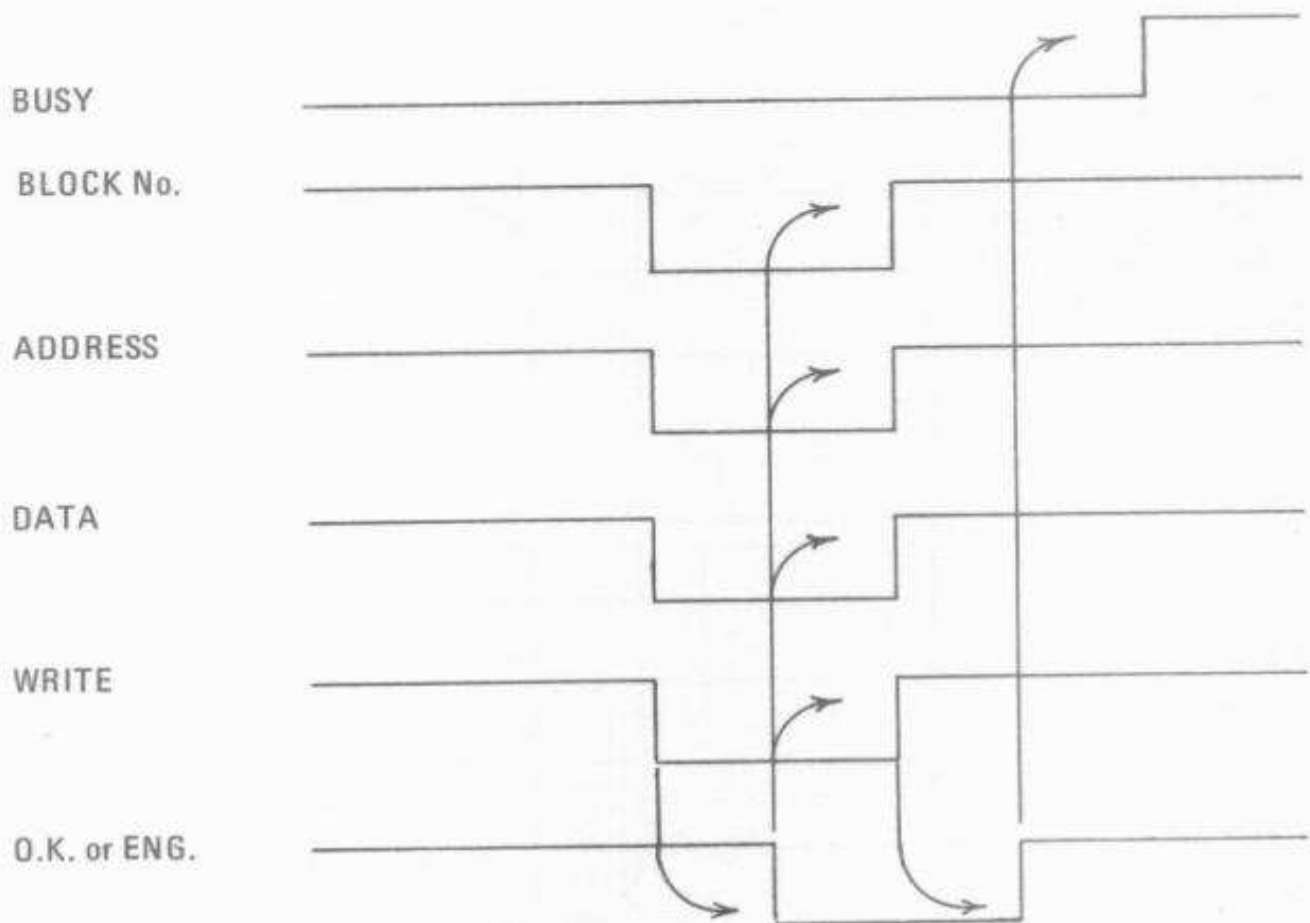 BUSY
BLOCK No.
ADDRESS
DATA
WRITE
O.K. or ENG.